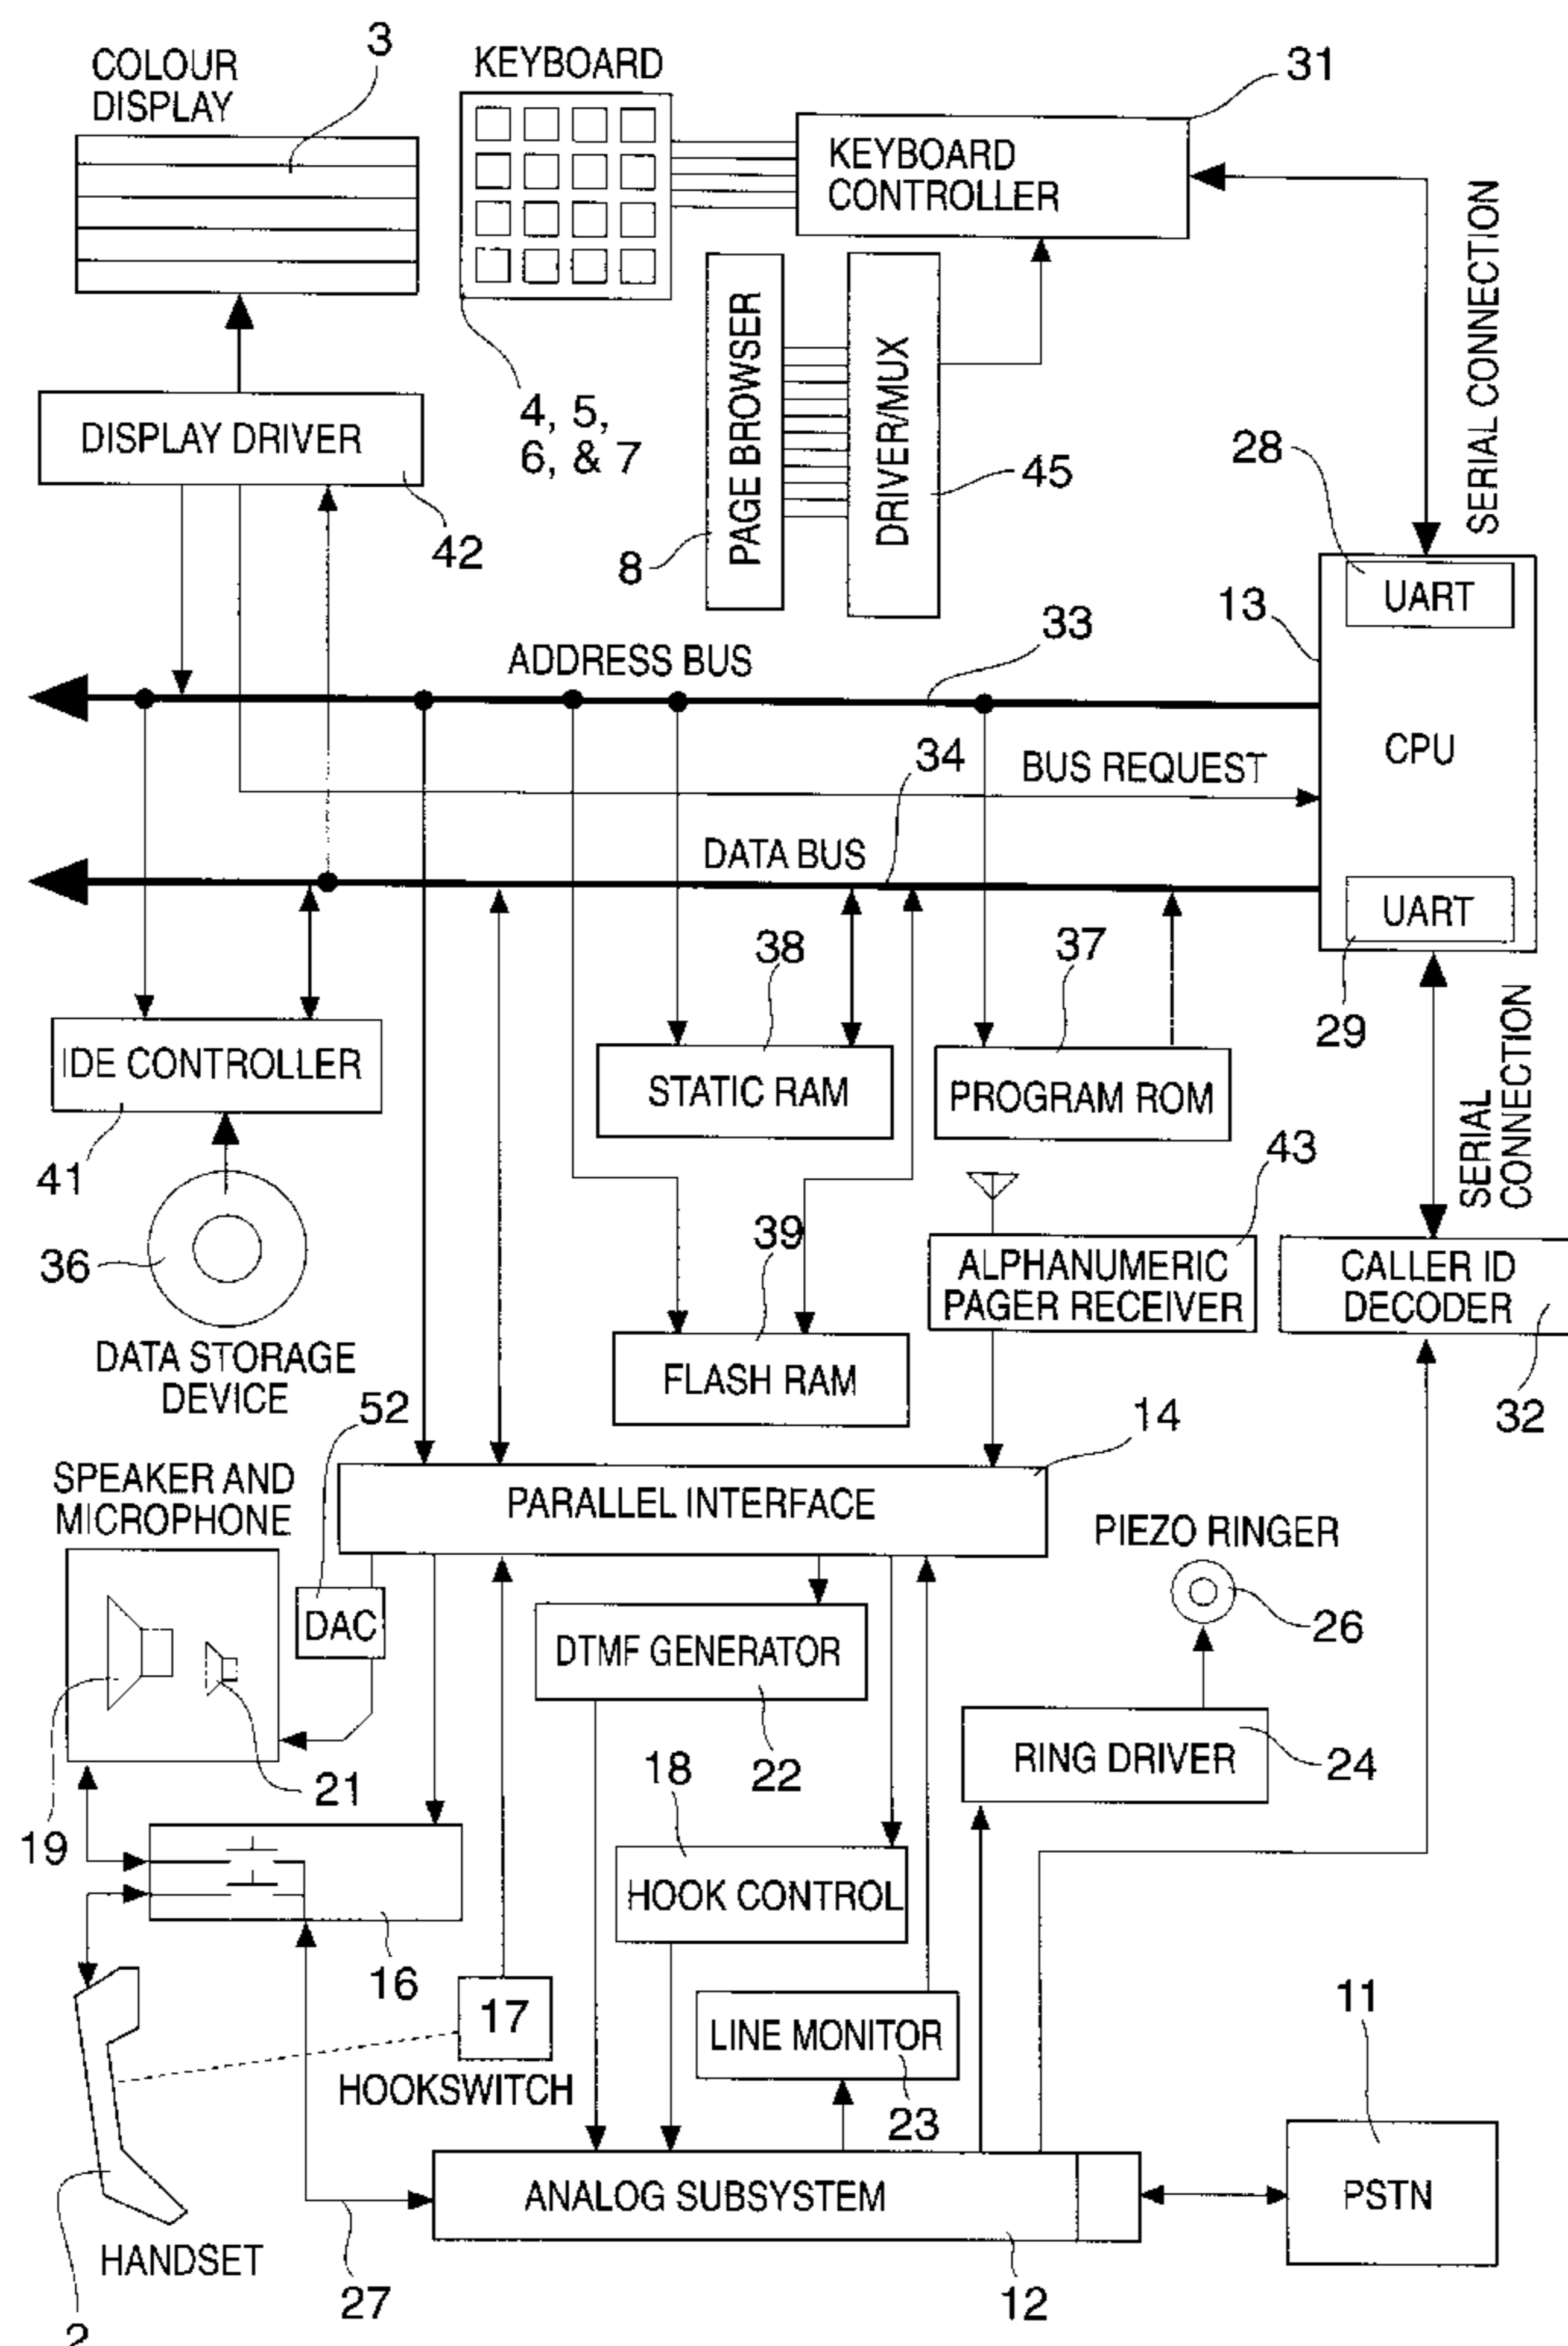 COLOUR
DISPLAY
3
KEYBOARD
31
KEYBOARD
CONTROLLER
SERIAL CONNECTION
DISPLAY DRIVER
42
4, 5,
6, & 7
PAGE BROWSER
8
DRIVER/MUX
45
28
UART
13
ADDRESS BUS
33
CPU
34
BUS REQUEST
DATA BUS
UART
29
38
37
IDE CONTROLLER
41
STATIC RAM
PROGRAM ROM
SERIAL
CONNECTION
43
36
DATA STORAGE
DEVICE
39
FLASH RAM
ALPHANUMERIC
PAGER RECEIVER
CALLER ID
DECODER
32
52
14
SPEAKER AND
MICROPHONE
PARALLEL INTERFACE
PIEZO RINGER
26
DAC
DTMF GENERATOR
22
19
21
18
RING DRIVER
24
HOOK CONTROL
16
17
HOOKSWITCH
LINE MONITOR
23
11
PSTN
ANALOG SUBSYSTEM
12
HANDSET
27
2